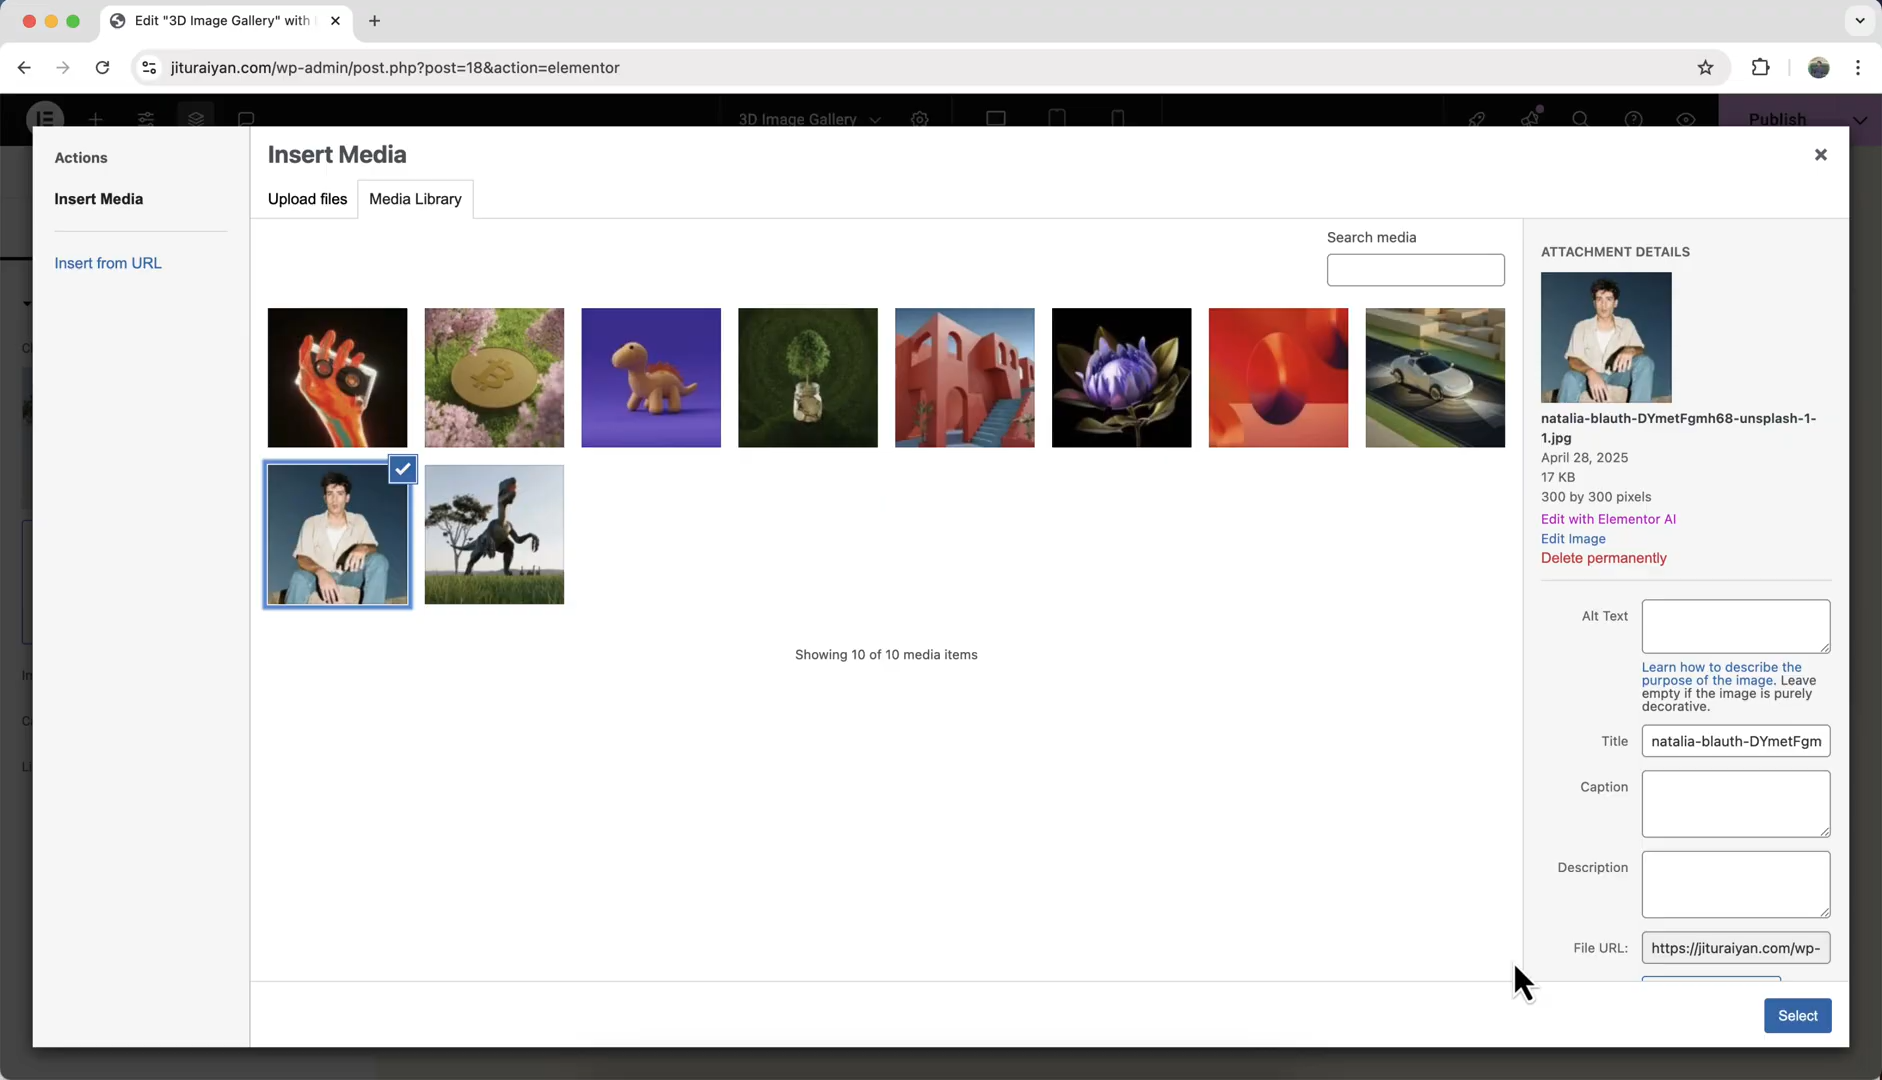 Edit "3D Image Gallery" with
jituraiyan.com/wp-admin/post.php?post=18&action=elementor
3D Image Gallery
Publish
Actions
Insert Media
Insert from URL
Insert Media
Upload files
Media Library
Search media
Showing 10 of 10 media items
ATTACHMENT DETAILS
natalia-blauth-DYmetFgmh68-unsplash-1-
1.jpg
April 28, 2025
17 KB
300 by 300 pixels
Edit with Elementor AI
Edit Image
Delete permanently
Alt Text
Learn how to describe the
purpose of the image. Leave
empty if the image is purely
decorative.
Title
natalia-blauth-DYmetFgm
Caption
Description
File URL:
https://jituraiyan.com/wp-
Select